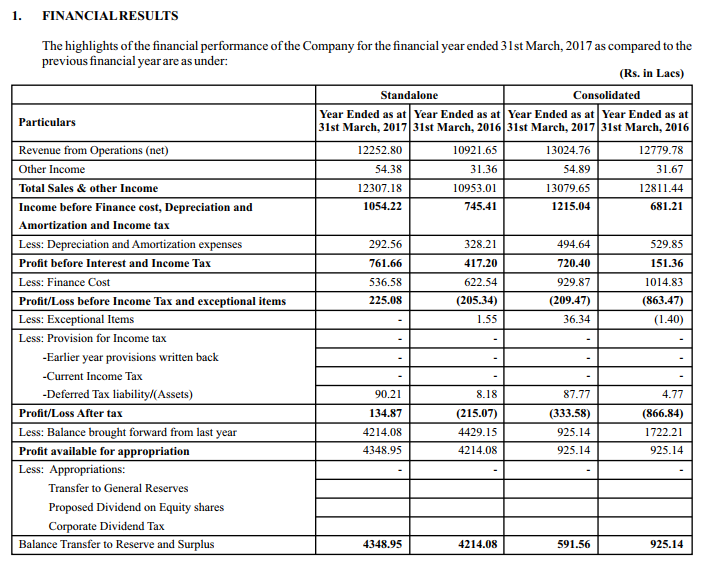 1. FINANCIAL RESULTS
The highlights of the financial performance of the Company for the financial year ended 31st March, 2017 as compared to the
previous financial year are as under:
(Rs. in Lacs)
Standalone Consolidated
Particulars Year Ended as at Year Ended as at Year Ended as at Year Ended as at
31st March, 2017 31st March, 2016 31st March, 2017 31st March, 2016
Revenue from Operations (net) 12252.80 10921.65 13024.76 12779.78
Other Income 54.38 31.36 54.89 31.67
Total Sales & other Income 12307.18 10953.01 13079.65 12811.44
Income before Finance cost, Depreciation and 1054.22 745.41 1215.04 681.21
Amortization and Income tax
Less: Depreciation and Amortization expenses 292.56 328.21 494.64 529.85
Profit before Interest and Income Tax 761.66 417.20 720.40 151.36
Less: Finance Cost 536.58 622.54 929.87 1014.83
Profit/Loss before Income Tax and exceptional items 225.08 (205.34) (209.47) (863.47)
Less: Exceptional Items - 1.55 36.34 (1.40)
Less: Provision for Income tax - - - -
-Earlier year provisions written back - - - -
-Current Income Tax - - - -
-Deferred Tax liability/(Assets) 90.21 8.18 87.77 4.77
Profit/Loss After tax 134.87 (215.07) (333.58) (866.84)
Less: Balance brought forward from last year 4214.08 4429.15 925.14 1722.21
Profit available for appropriation 4348.95 4214.08 925.14 925.14
Less: Appropriations: - - - -
Transfer to General Reserves
Proposed Dividend on Equity shares
Corporate Dividend Tax
Balance Transfer to Reserve and Surplus 4348.95 4214.08 591.56 925.14